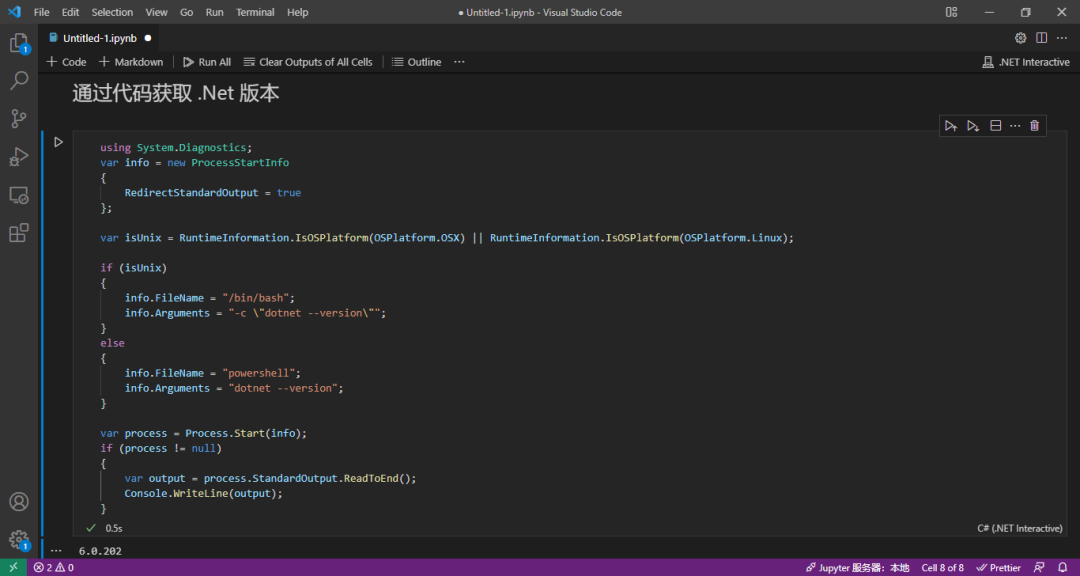 File Edit Selection View Go Run Terminal Help ● Untitled-1.ipynb - Visual Studio Code
Untitled-1.ipynb ●
1
+ Code + Markdown Run All Clear Outputs of All Cells Outline ... .NET Interactive
通过代码获取 .Net 版本
using System.Diagnostics;
var info = new ProcessStartInfo
{
    RedirectStandardOutput = true
};
var isUnix = RuntimeInformation.IsOSPlatform(OSPlatform.OSX) || RuntimeInformation.IsOSPlatform(OSPlatform.Linux);
if (isUnix)
{
    info.FileName = "/bin/bash";
    info.Arguments = "-c \"dotnet --version\"";
}
else
{
    info.FileName = "powershell";
    info.Arguments = "dotnet --version";
}
var process = Process.Start(info);
if (process != null)
{
    var output = process.StandardOutput.ReadToEnd();
    Console.WriteLine(output);
}
0.5s C# (.NET Interactive)
1
... 6.0.202
2 0 Jupyter 服务器: 本地 Cell 8 of 8 Prettier